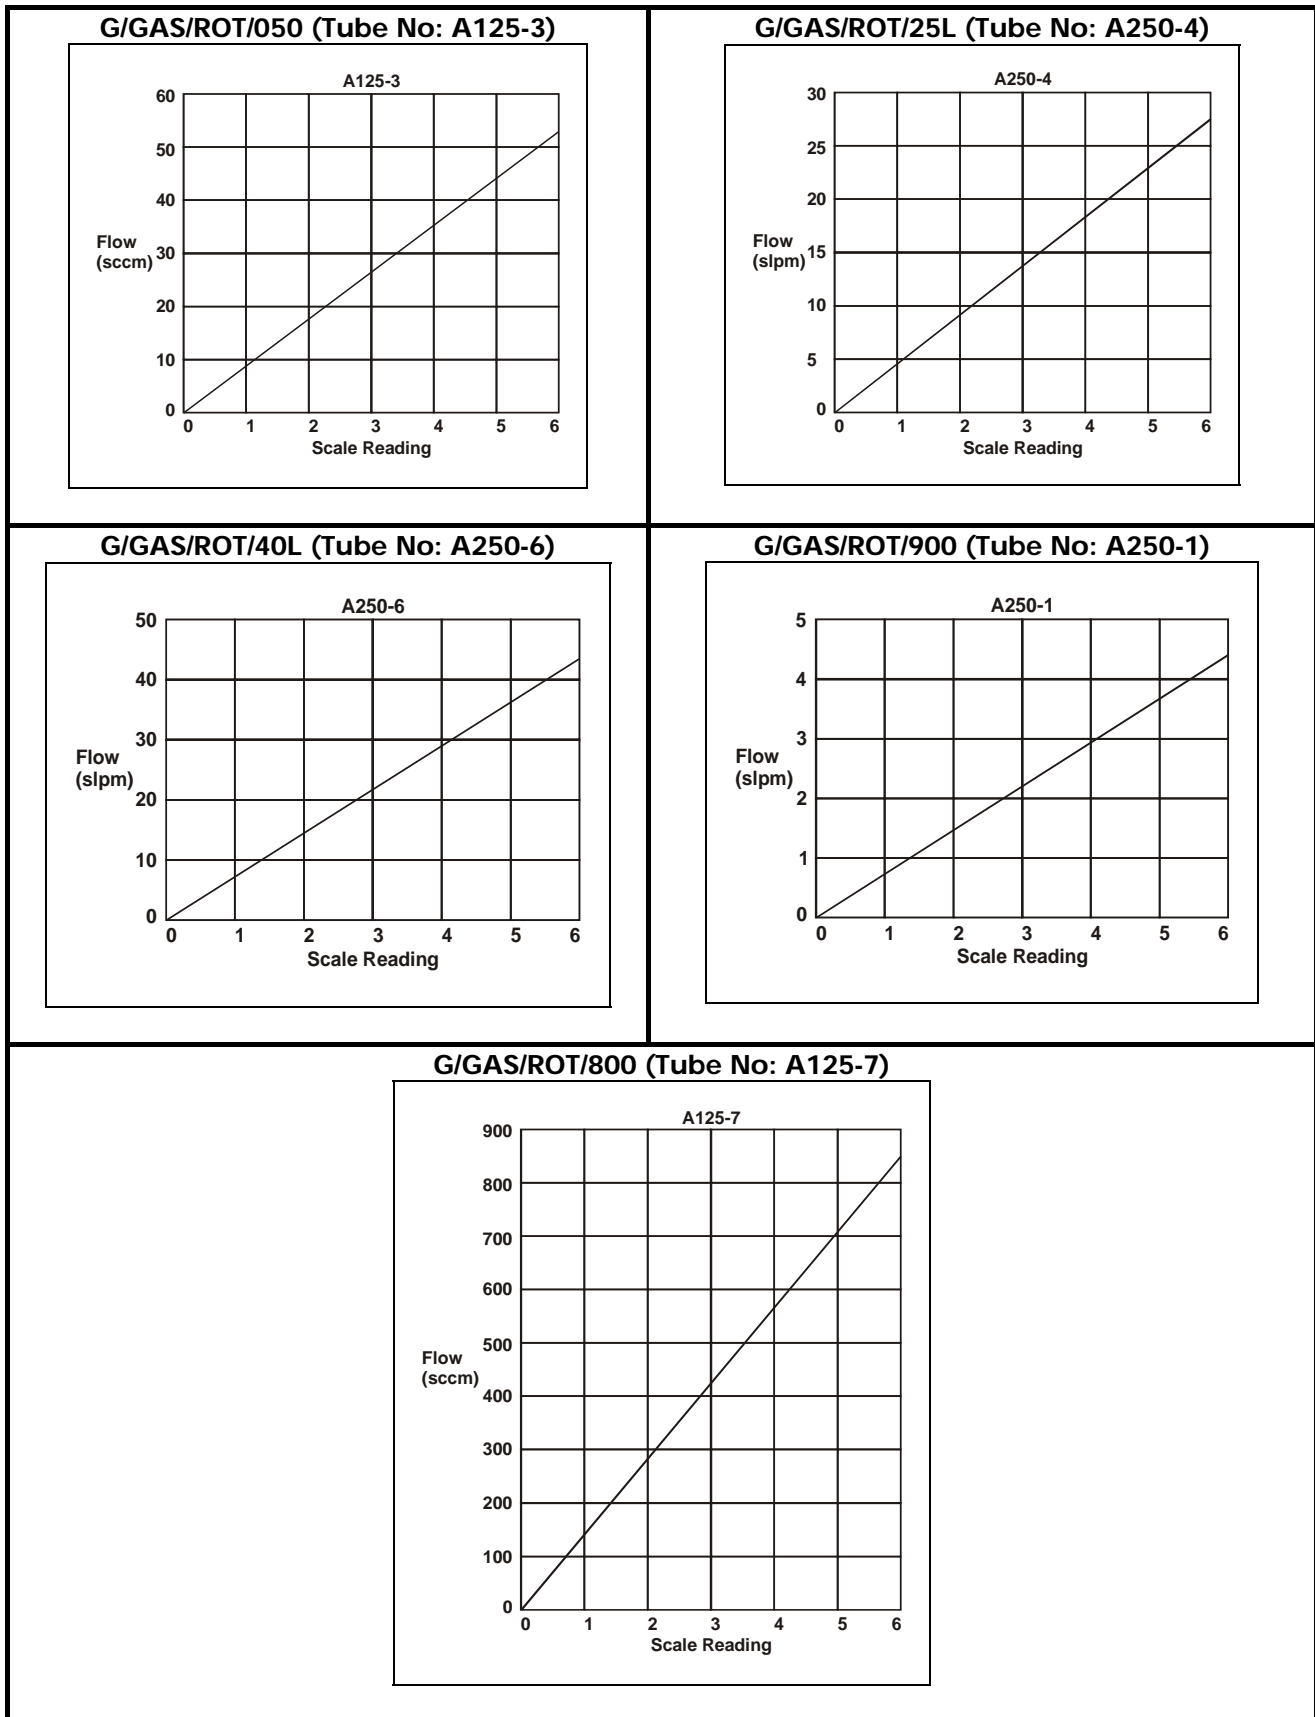 G/GAS/ROT/050 (Tube No: A125-3)
A125-3
60
50
40
30
20
10
0
Flow
(sccm)
0 1 2 3 4 5 6
Scale Reading
G/GAS/ROT/25L (Tube No: A250-4)
A250-4
30
25
20
15
10
5
0
Flow
(slpm)
0 1 2 3 4 5 6
Scale Reading
G/GAS/ROT/40L (Tube No: A250-6)
A250-6
50
40
30
20
10
0
Flow
(slpm)
0 1 2 3 4 5 6
Scale Reading
G/GAS/ROT/900 (Tube No: A250-1)
A250-1
5
4
3
2
1
0
Flow
(slpm)
0 1 2 3 4 5 6
Scale Reading
G/GAS/ROT/800 (Tube No: A125-7)
A125-7
900
800
700
600
500
400
300
200
100
0
Flow
(sccm)
0 1 2 3 4 5 6
Scale Reading